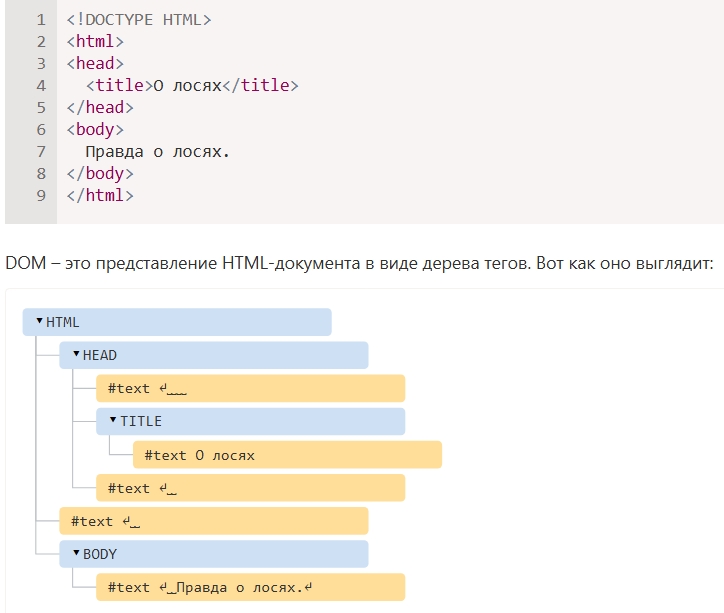 1 <!DOCTYPE HTML>
2 <html>
3 <head>
4   <title>О лосях</title>
5 </head>
6 <body>
7   Правда о лосях.
8 </body>
9 </html>
DOM – это представление HTML-документа в виде дерева тегов. Вот как оно выглядит:
▾ HTML
▾ HEAD
#text ↵␣␣␣␣
▾ TITLE
#text О лосях
#text ↵␣␣
#text ↵␣␣
▾ BODY
#text ↵␣␣Правда о лосях.↵